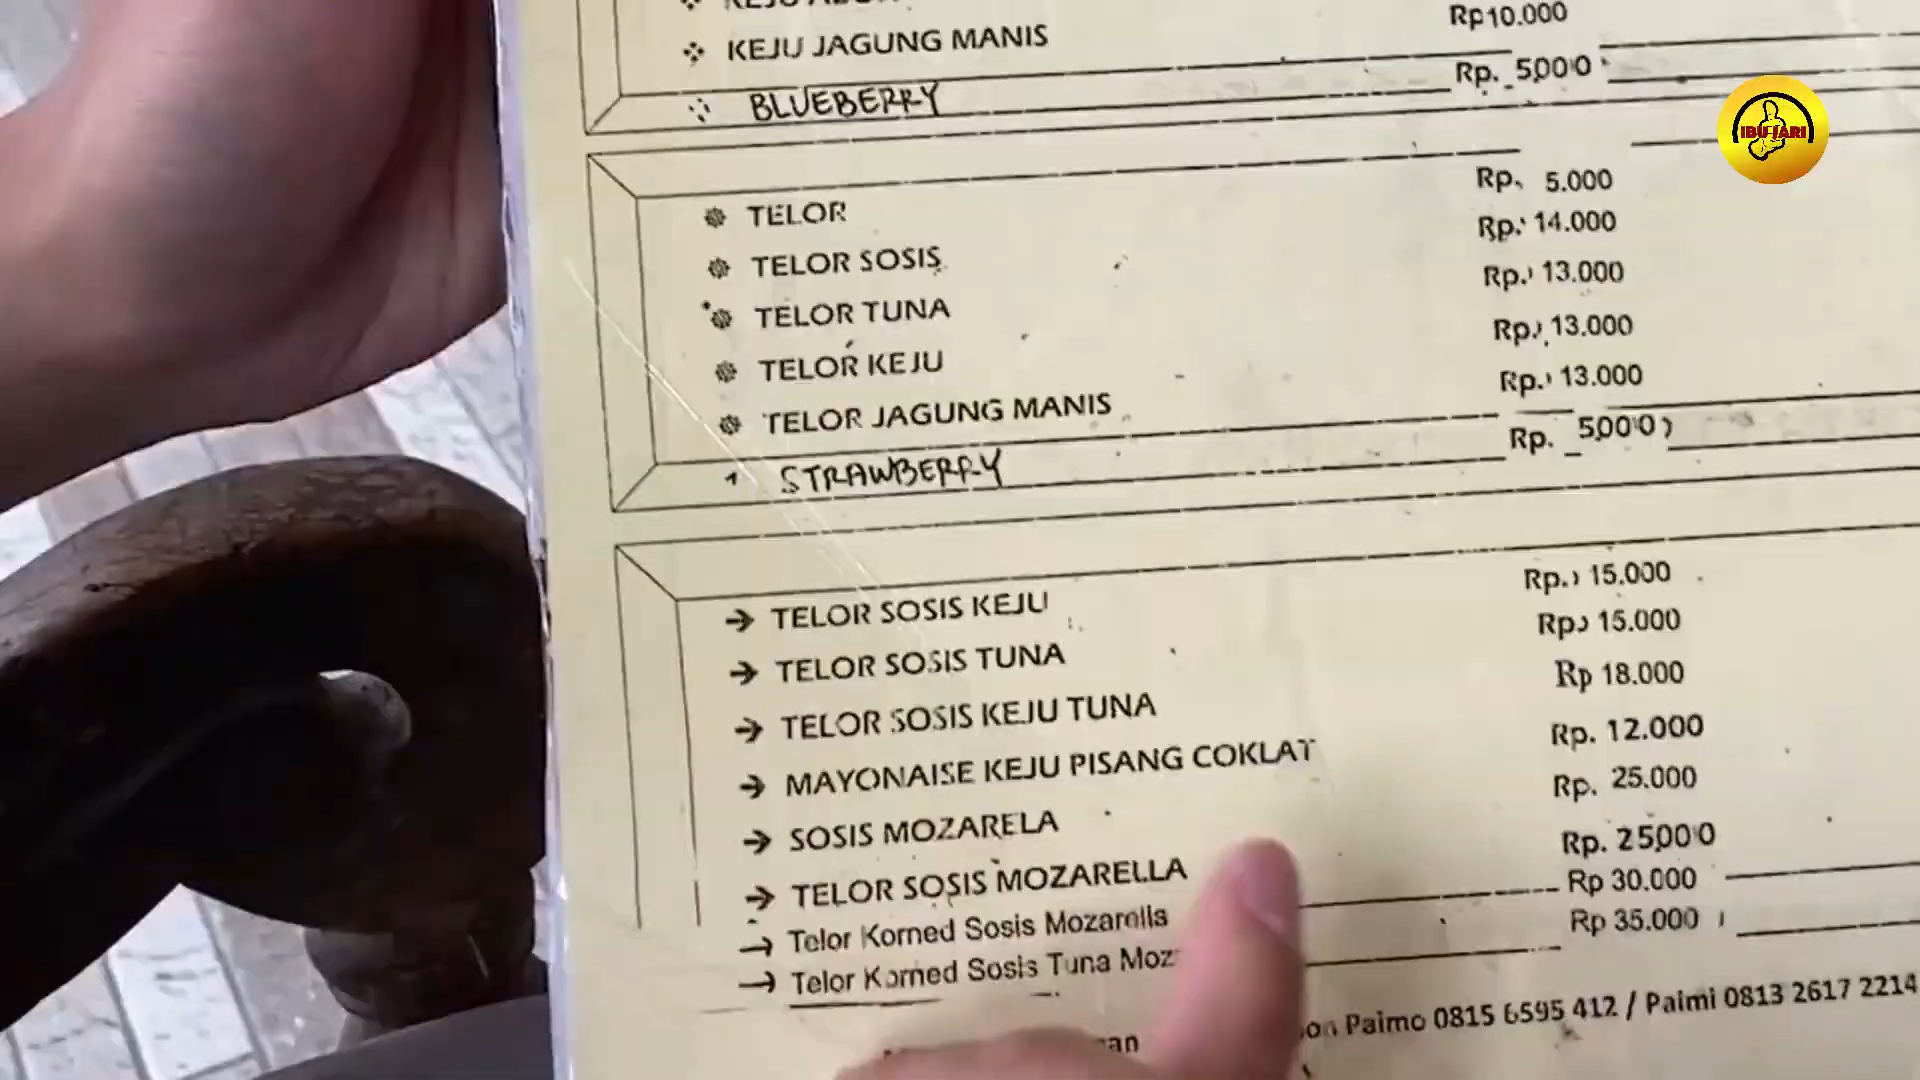 KEJU JAGUNG MANIS Rp10.000
BLUEBERRY Rp. 5000
TELOR Rp. 5.000
TELOR SOSIS Rp. 14.000
TELOR TUNA Rp. 13.000
TELOR KEJU Rp. 13.000
TELOR JAGUNG MANIS Rp. 13.000
STRAWBERRY Rp. 5000
TELOR SOSIS KEJU Rp. 15.000
TELOR SOSIS TUNA Rp 15.000
TELOR SOSIS KEJU TUNA Rp 18.000
MAYONAISE KEJU PISANG COKLAT Rp. 12.000
SOSIS MOZARELA Rp. 25.000
TELOR SOSIS MOZARELLA Rp. 25000
Telor Korned Sosis Mozarella Rp 30.000
Telor Korned Sosis Tuna Moz Rp 35.000
Paimo 0815 6595 412 / Paimi 0813 2617 2214
IBU JARI